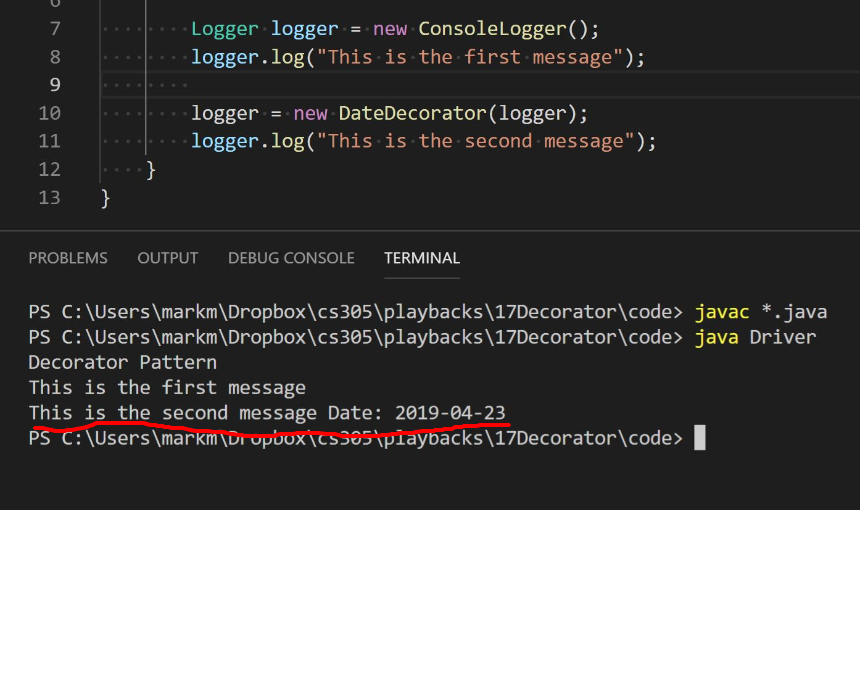 6
7 Logger logger = new ConsoleLogger();
8 logger.log("This is the first message");
9
10 logger = new DateDecorator(logger);
11 logger.log("This is the second message");
12 }
13 }
PROBLEMS OUTPUT DEBUG CONSOLE TERMINAL
PS C:\Users\markm\Dropbox\cs305\playbacks\17Decorator\code> javac *.java
PS C:\Users\markm\Dropbox\cs305\playbacks\17Decorator\code> java Driver
Decorator Pattern
This is the first message
This is the second message Date: 2019-04-23
PS C:\Users\markm\Dropbox\cs305\playbacks\17Decorator\code>